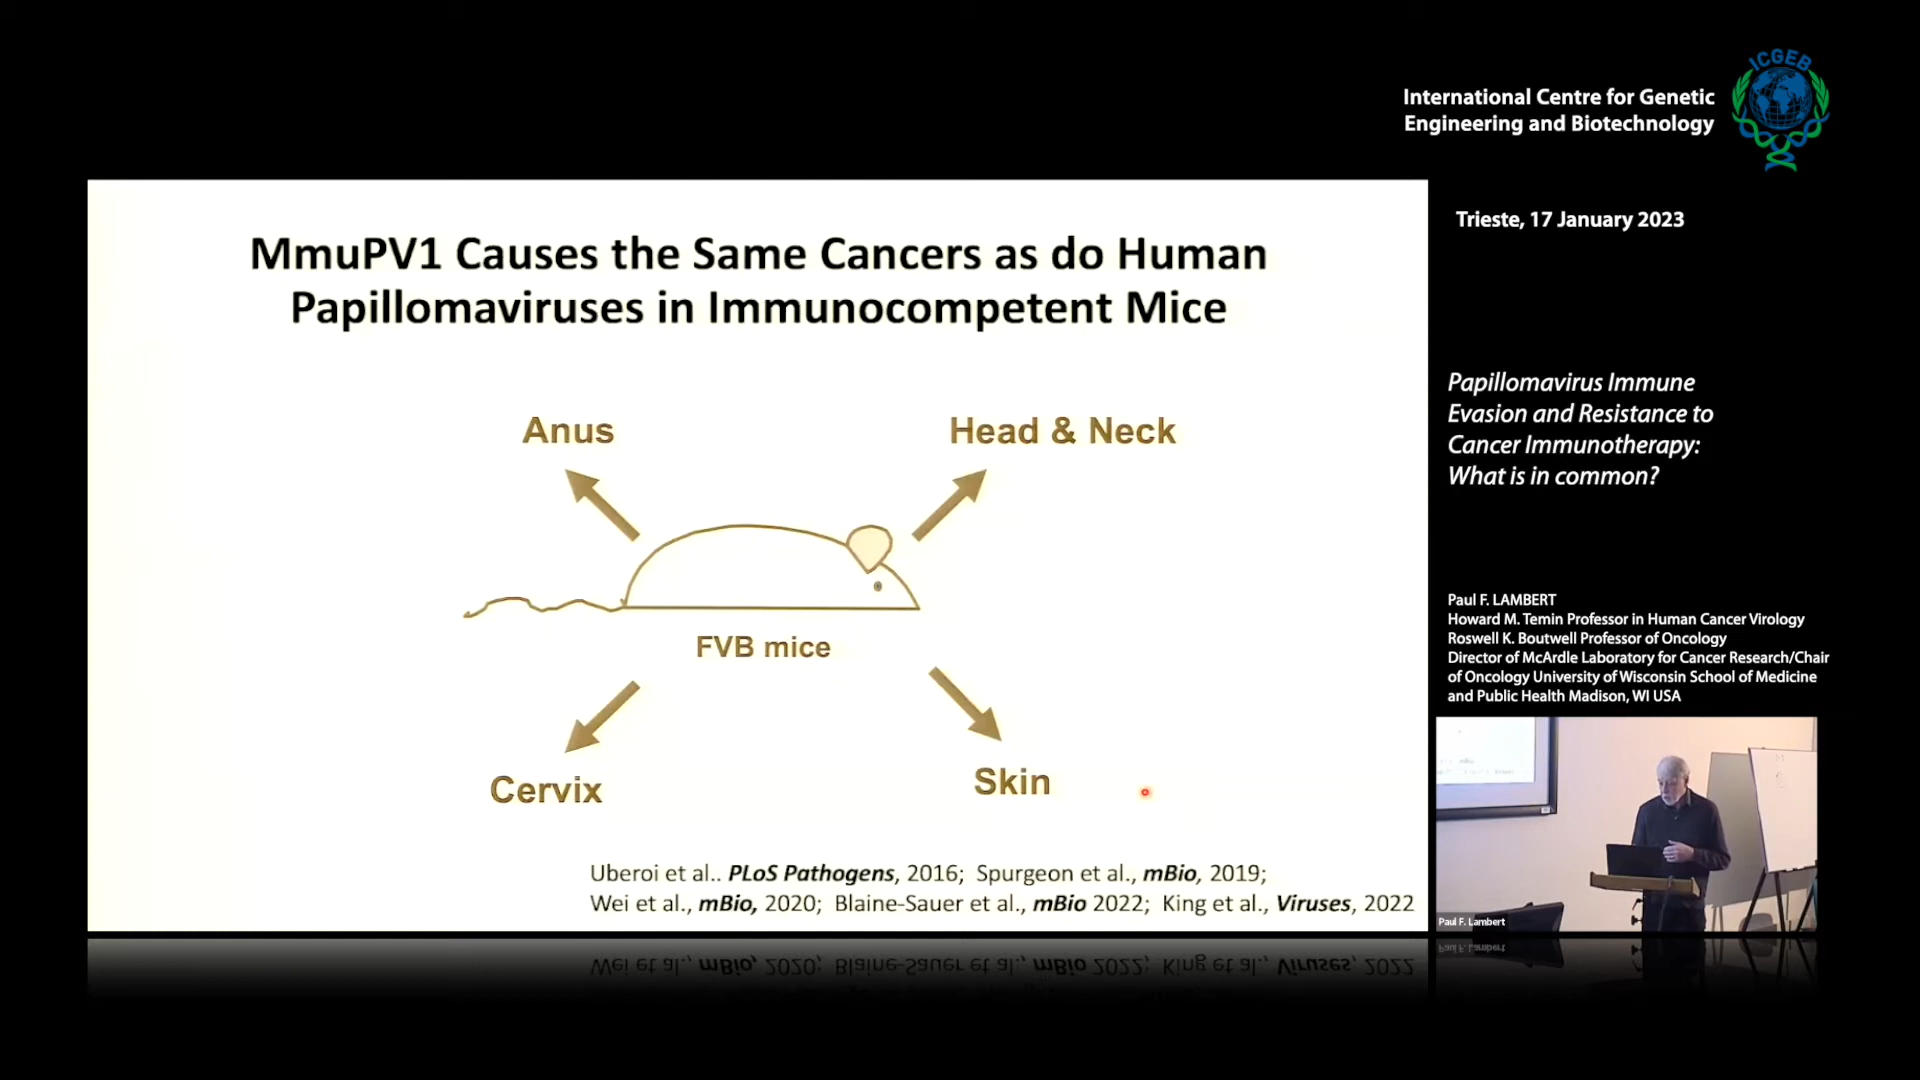 ICGEB
International Centre for Genetic
Engineering and Biotechnology
Trieste, 17 January 2023
MmuPV1 Causes the Same Cancers as do Human
Papillomaviruses in Immunocompetent Mice
Anus
Head & Neck
FVB mice
Cervix
Skin
Uberoi et al.. PLoS Pathogens, 2016; Spurgeon et al., mBio, 2019;
Wei et al., mBio, 2020; Blaine-Sauer et al., mBio 2022; King et al., Viruses, 2022
Papillomavirus Immune
Evasion and Resistance to
Cancer Immunotherapy:
What is in common?
Paul F. LAMBERT
Howard M. Temin Professor in Human Cancer Virology
Roswell K. Boutwell Professor of Oncology
Director of McArdle Laboratory for Cancer Research/Chair
of Oncology University of Wisconsin School of Medicine
and Public Health Madison, WI USA
Paul F. Lambert